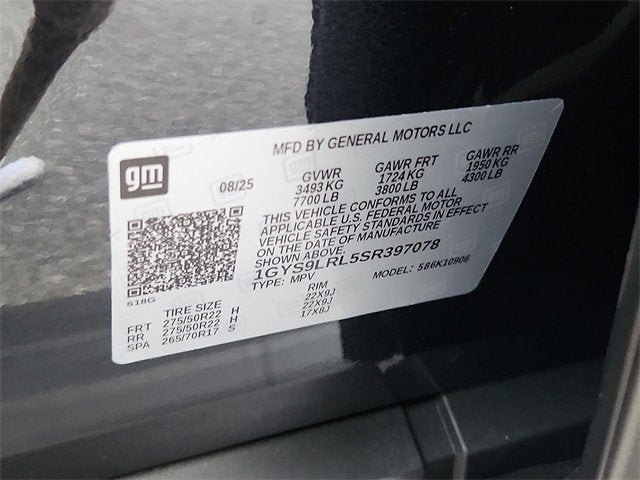 MFD BY GENERAL MOTORS LLC
gm
08/25 GVWR GAWR FRT GAWR RR
3493 KG 1724 KG 1950 KG
7700 LB 3800 LB 4300 LB
THIS VEHICLE CONFORMS TO ALL
APPLICABLE U.S. FEDERAL MOTOR
VEHICLE SAFETY STANDARDS IN EFFECT
ON THE DATE OF MANUFACTURE
SHOWN ABOVE.
1GYS9LRL5SR397078
TYPE: MPV MODEL: 586K10906
618G
TIRE SIZE RIM
FRT 275/50R22 H 22X9J
RR 275/50R22 H 22X9J
SPA 265/70R17 S 17X8J